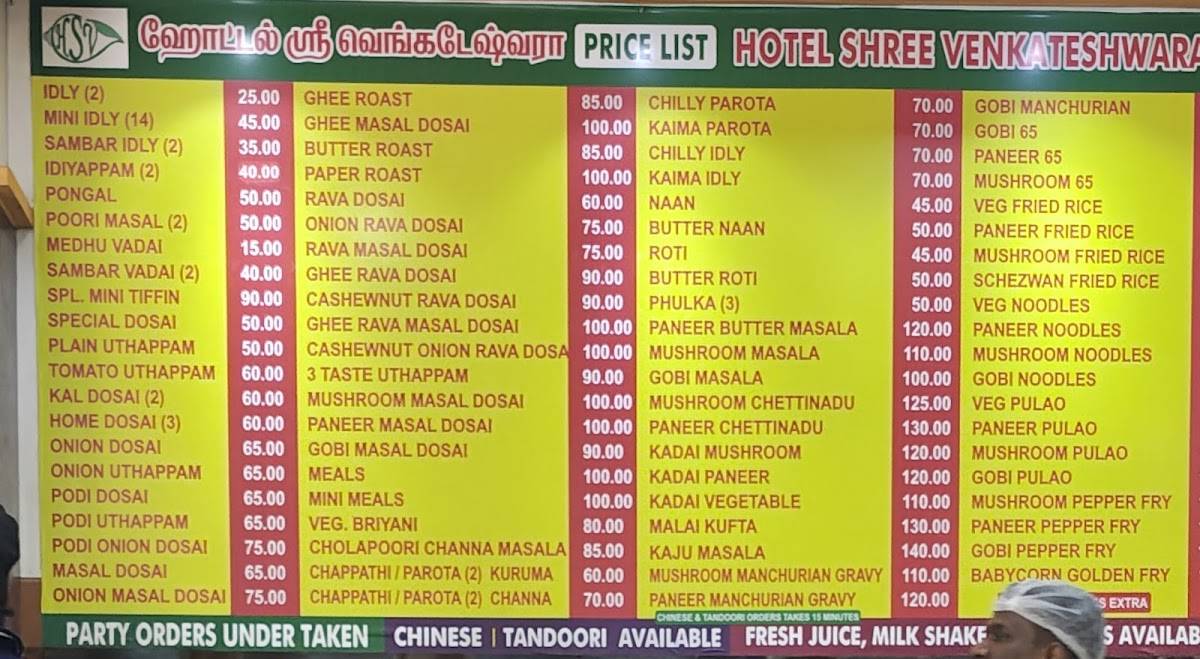 HSV ஹோட்டல் ஸ்ரீ வெங்கடேஷ்வரா PRICE LIST HOTEL SHREE VENKATESHWARA
IDLY (2) 25.00
MINI IDLY (14) 45.00
SAMBAR IDLY (2) 35.00
IDIYAPPAM (2) 40.00
PONGAL 50.00
POORI MASAL (2) 50.00
MEDHU VADAI 15.00
SAMBAR VADAI (2) 40.00
SPL. MINI TIFFIN 90.00
SPECIAL DOSAI 50.00
PLAIN UTHAPPAM 50.00
TOMATO UTHAPPAM 60.00
KAL DOSAI (2) 60.00
HOME DOSAI (3) 60.00
ONION DOSAI 65.00
ONION UTHAPPAM 65.00
PODI DOSAI 65.00
PODI UTHAPPAM 65.00
PODI ONION DOSAI 75.00
MASAL DOSAI 65.00
ONION MASAL DOSAI 75.00
GHEE ROAST 85.00
GHEE MASAL DOSAI 100.00
BUTTER ROAST 85.00
PAPER ROAST 100.00
RAVA DOSAI 60.00
ONION RAVA DOSAI 75.00
RAVA MASAL DOSAI 75.00
GHEE RAVA DOSAI 90.00
CASHEWNUT RAVA DOSAI 90.00
GHEE RAVA MASAL DOSAI 100.00
CASHEWNUT ONION RAVA DOSA 100.00
3 TASTE UTHAPPAM 90.00
MUSHROOM MASAL DOSAI 100.00
PANEER MASAL DOSAI 100.00
GOBI MASAL DOSAI 90.00
MEALS 100.00
MINI MEALS 100.00
VEG. BRIYANI 80.00
CHOLAPOORI CHANNA MASALA 85.00
CHAPPATHI / PAROTA (2) KURUMA 60.00
CHAPPATHI / PAROTA (2) CHANNA 70.00
CHILLY PAROTA 70.00
KAIMA PAROTA 70.00
CHILLY IDLY 70.00
KAIMA IDLY 70.00
NAAN 45.00
BUTTER NAAN 50.00
ROTI 45.00
BUTTER ROTI 50.00
PHULKA (3) 50.00
PANEER BUTTER MASALA 120.00
MUSHROOM MASALA 110.00
GOBI MASALA 100.00
MUSHROOM CHETTINADU 125.00
PANEER CHETTINADU 130.00
KADAI MUSHROOM 120.00
KADAI PANEER 120.00
KADAI VEGETABLE 110.00
MALAI KUFTA 130.00
KAJU MASALA 140.00
MUSHROOM MANCHURIAN GRAVY 110.00
PANEER MANCHURIAN GRAVY 120.00
CHINESE & TANDOORI ORDERS TAKES 15 MINUTES
GOBI MANCHURIAN
GOBI 65
PANEER 65
MUSHROOM 65
VEG FRIED RICE
PANEER FRIED RICE
MUSHROOM FRIED RICE
SCHEZWAN FRIED RICE
VEG NOODLES
PANEER NOODLES
MUSHROOM NOODLES
GOBI NOODLES
VEG PULAO
PANEER PULAO
MUSHROOM PULAO
GOBI PULAO
MUSHROOM PEPPER FRY
PANEER PEPPER FRY
GOBI PEPPER FRY
BABYCORN GOLDEN FRY
EXTRA
PARTY ORDERS UNDER TAKEN CHINESE | TANDOORI AVAILABLE FRESH JUICE, MILK SHAKE AVAILAB